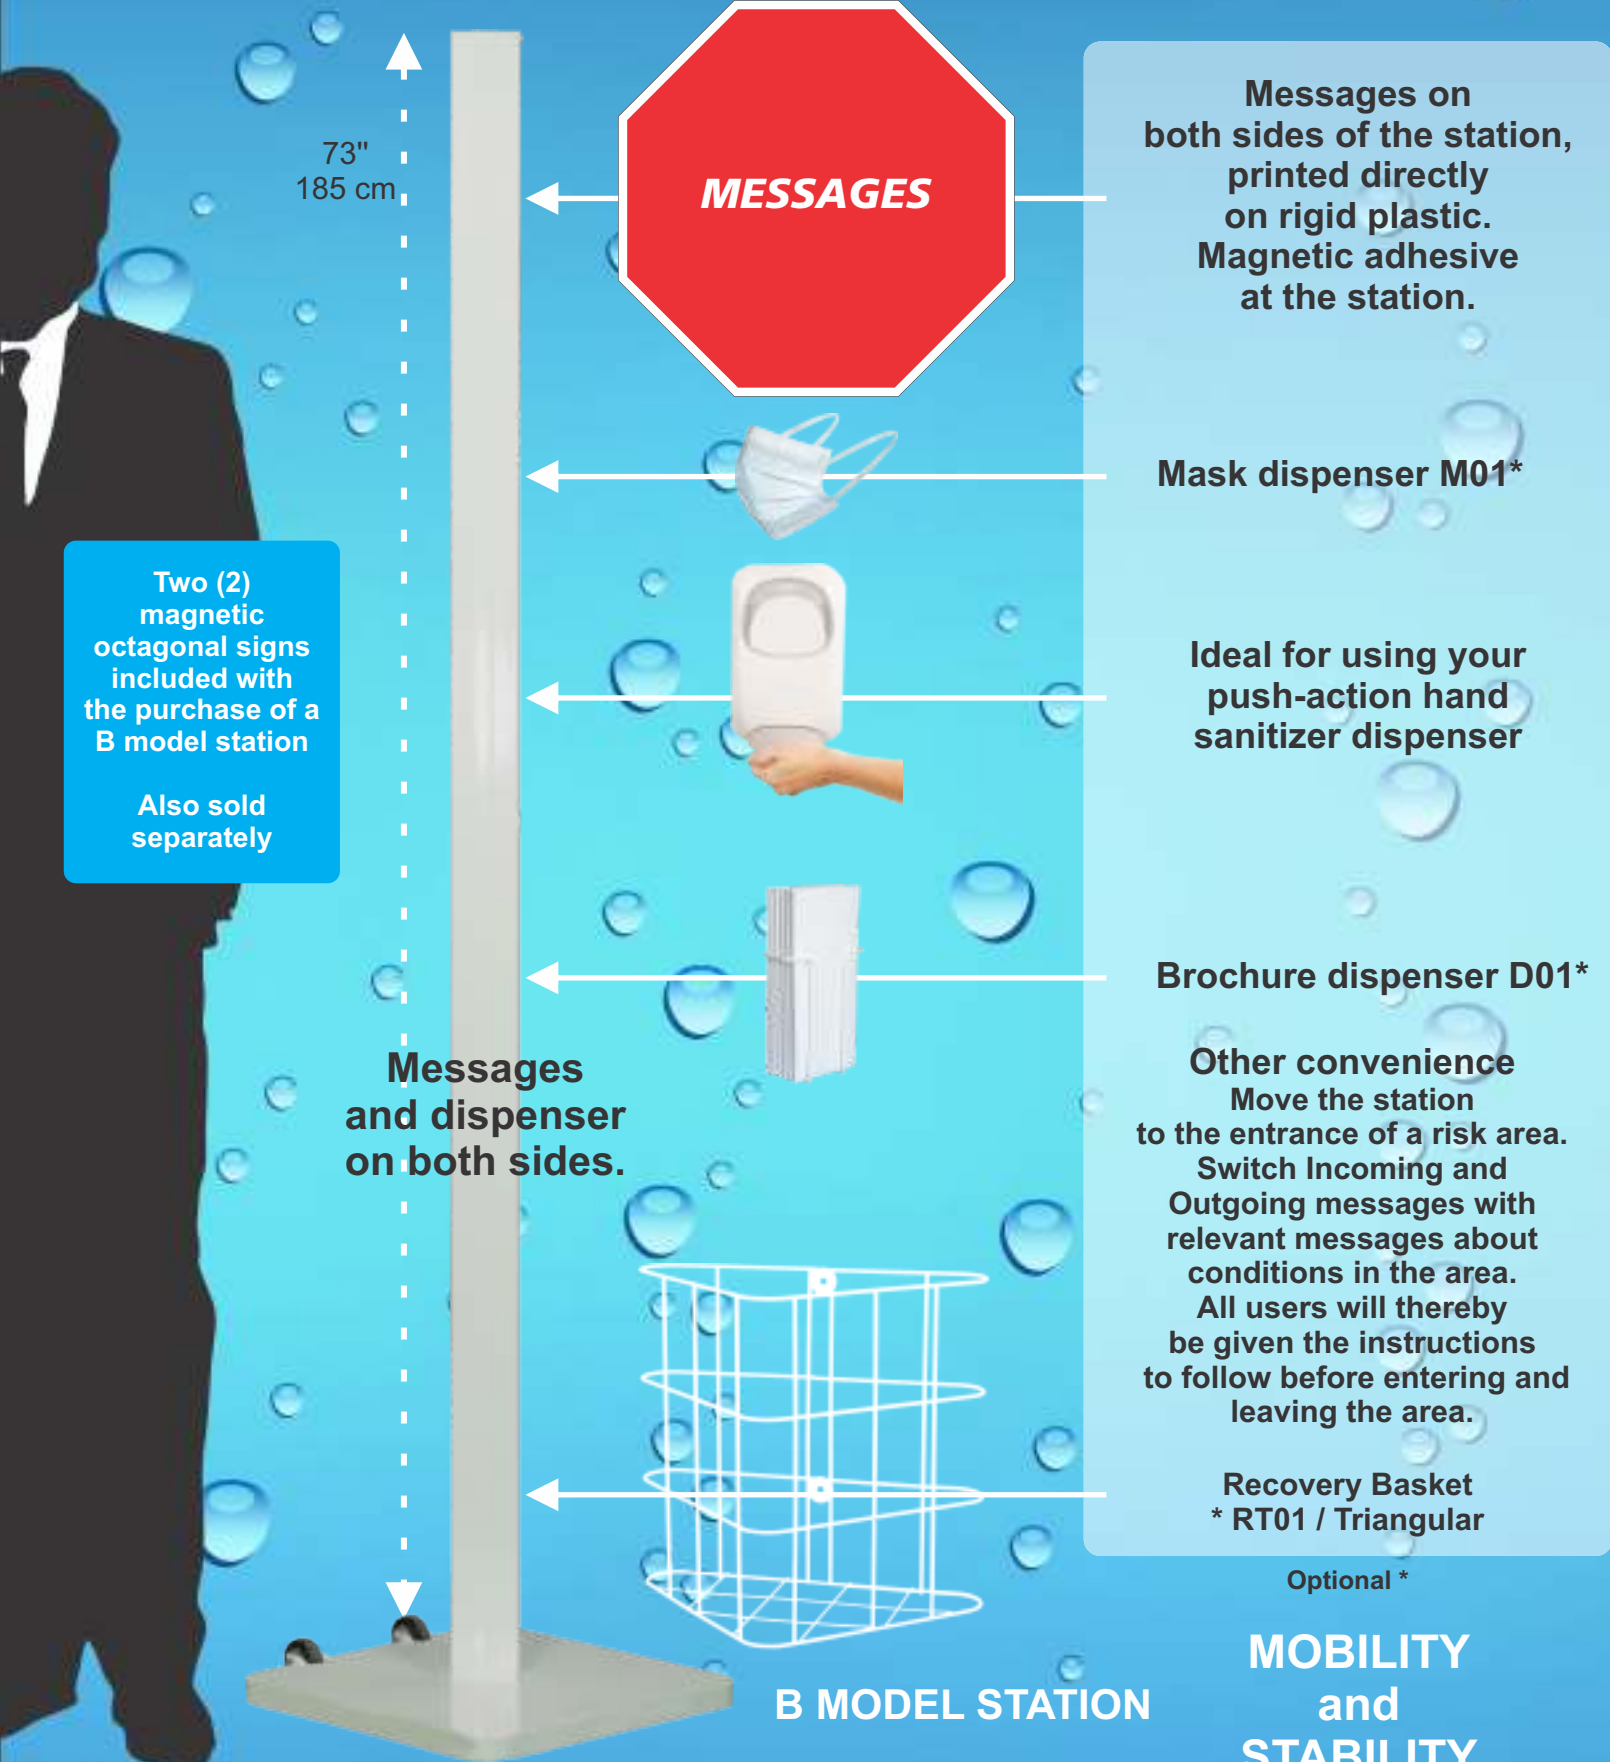 73"
185 cm
MESSAGES
Messages on
both sides of the station,
printed directly
on rigid plastic.
Magnetic adhesive
at the station.
Mask dispenser M01*
Two (2)
magnetic
octagonal signs
included with
the purchase of a
B model station
Also sold
separately
Ideal for using your
push-action hand
sanitizer dispenser
Brochure dispenser D01*
Messages
and dispenser
on both sides.
Other convenience
Move the station
to the entrance of a risk area.
Switch Incoming and
Outgoing messages with
relevant messages about
conditions in the area.
All users will thereby
be given the instructions
to follow before entering and
leaving the area.
Recovery Basket
* RT01 / Triangular
Optional *
B MODEL STATION
MOBILITY
and
STABILITY